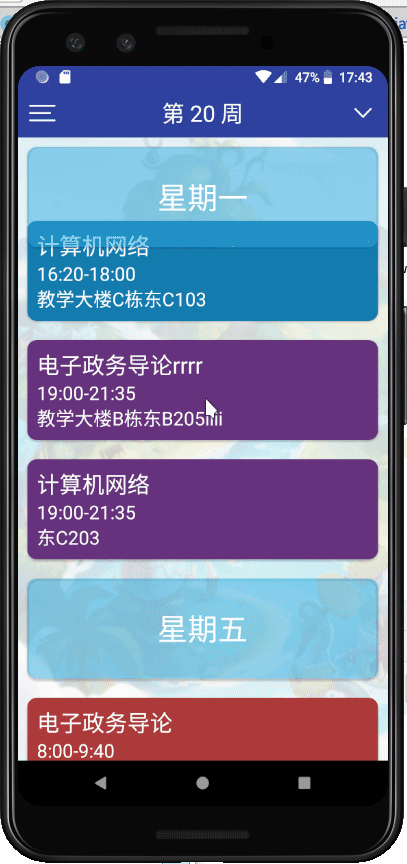 47% 17:43
第 20 周
星期一
计算机网络
16:20-18:00
教学大楼C栋东C103
电子政务导论rrrr
19:00-21:35
教学大楼B栋东B205iiii
计算机网络
19:00-21:35
东C203
星期五
电子政务导论
8:00-9:40